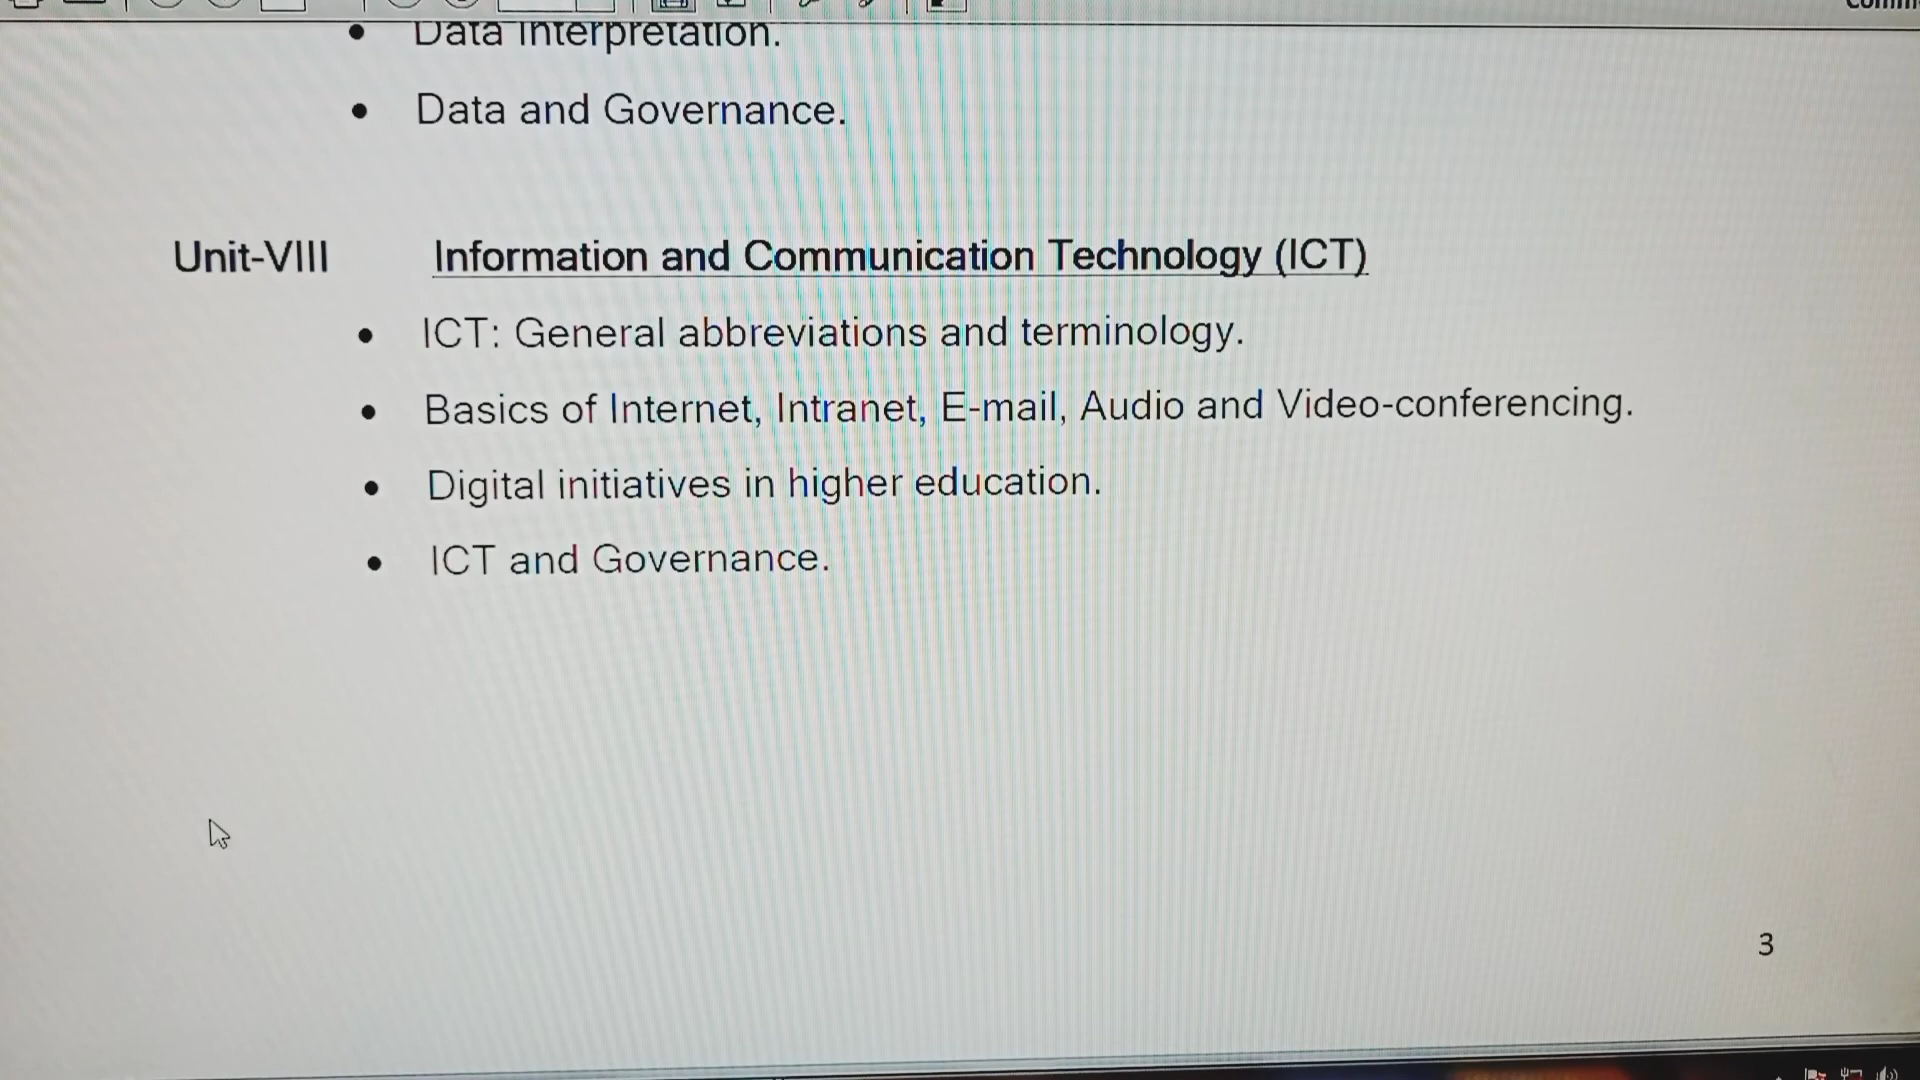 • Data Interpretation.
• Data and Governance.
Unit-VIII Information and Communication Technology (ICT)
• ICT: General abbreviations and terminology.
• Basics of Internet, Intranet, E-mail, Audio and Video-conferencing.
• Digital initiatives in higher education.
• ICT and Governance.
3